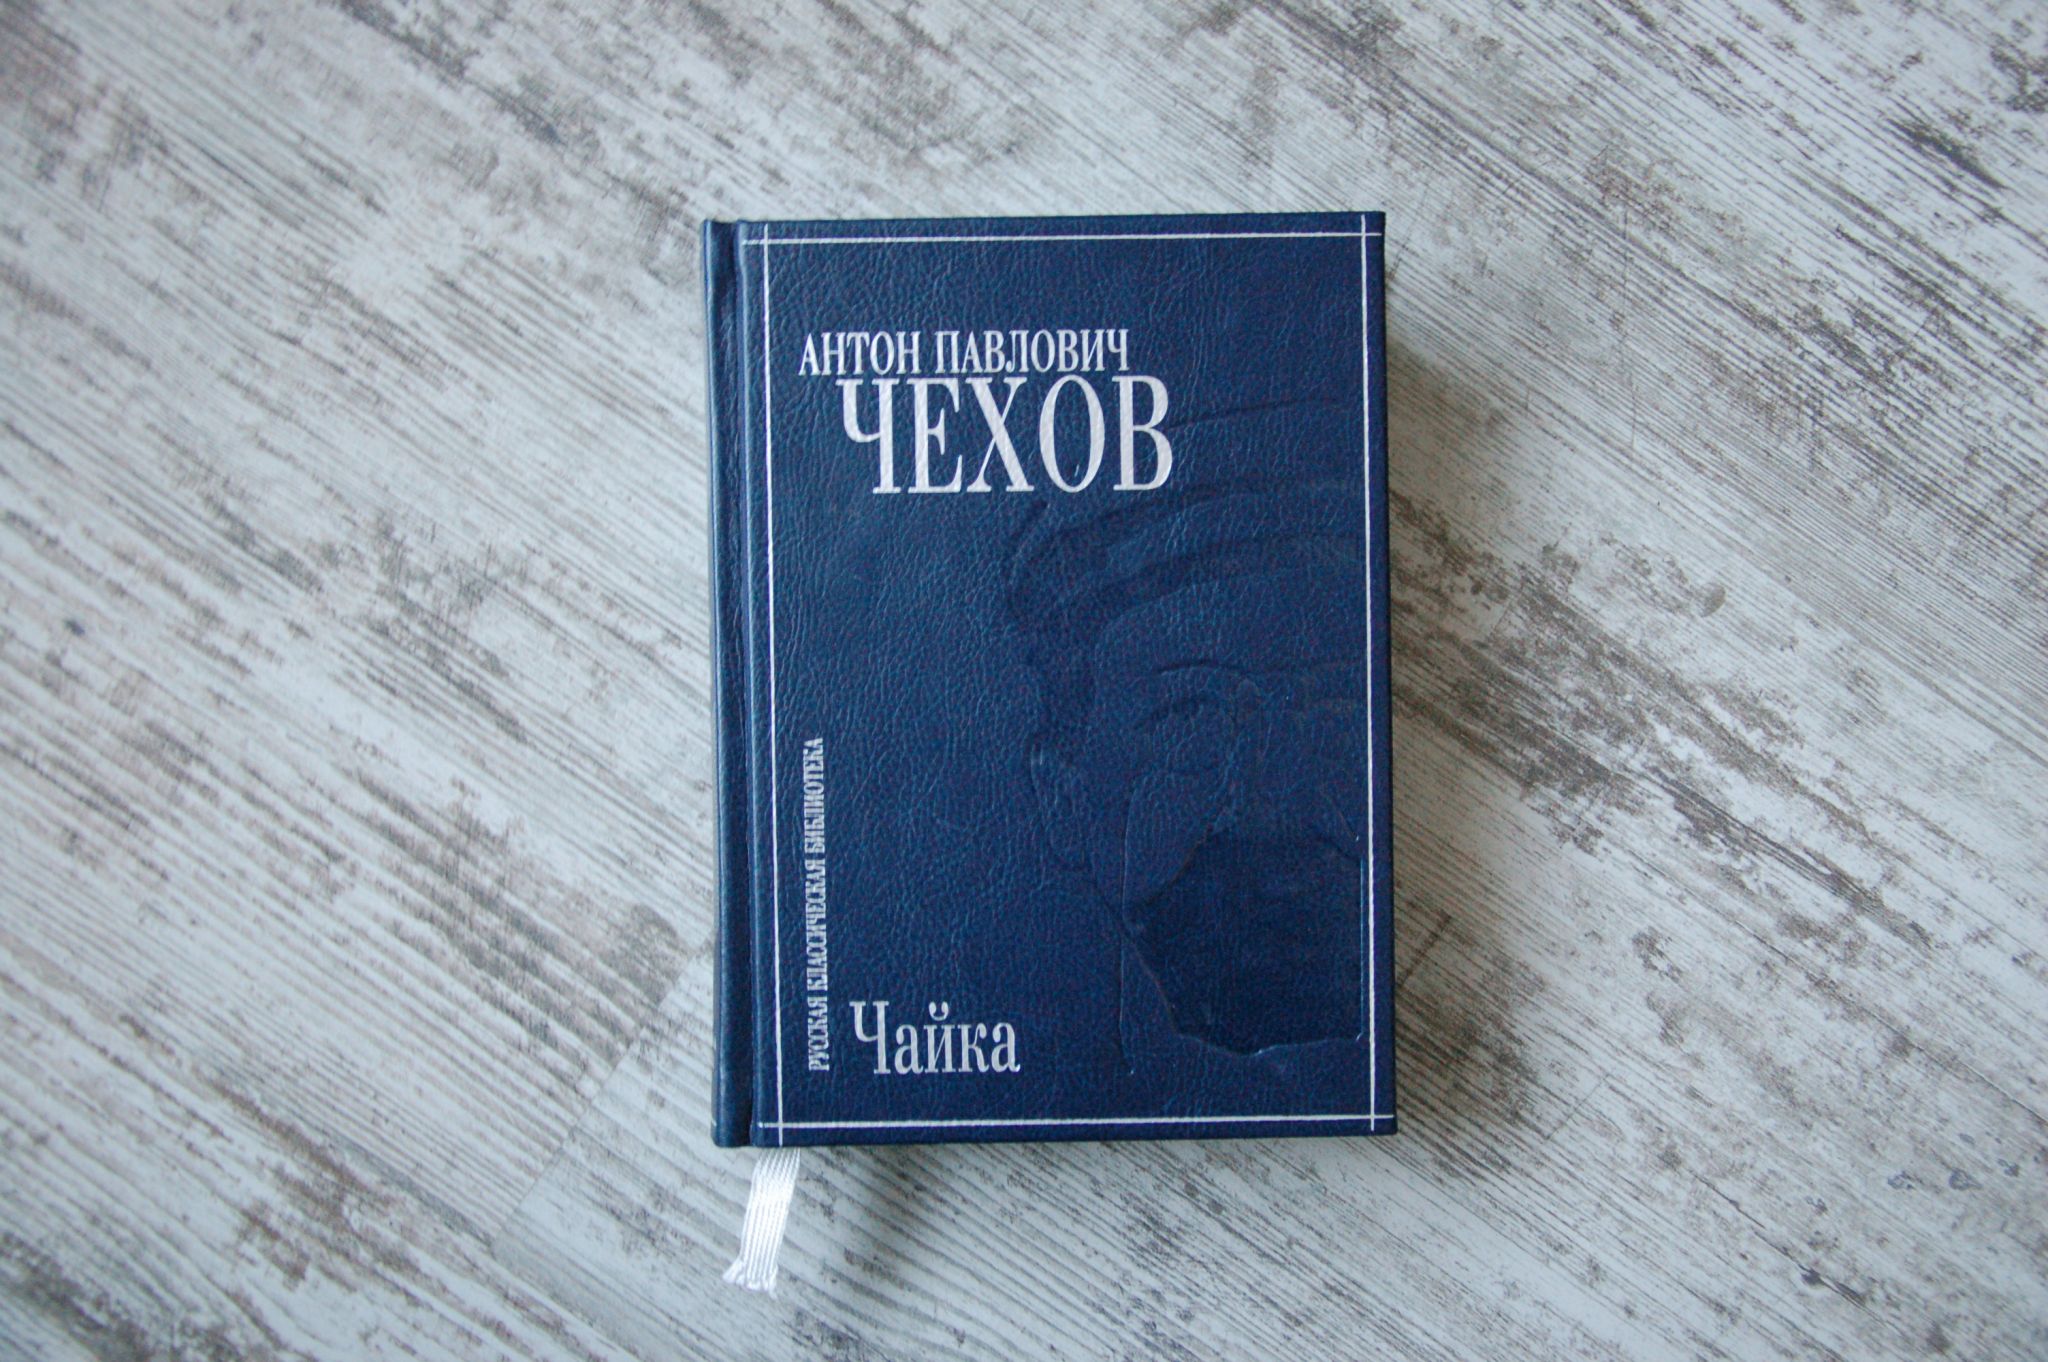 АНТОН ПАВЛОВИЧ
ЧЕХОВ
РУССКАЯ КЛАССИЧЕСКАЯ БИБЛИОТЕКА
Чайка